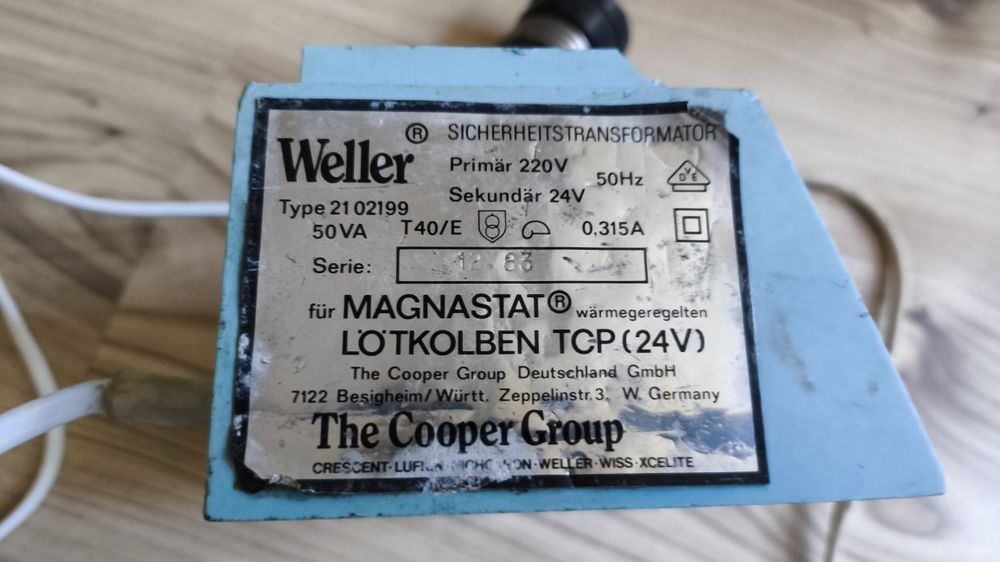 Weller ® SICHERHEITSTRANSFORMATOR
Primär 220V 50Hz
Sekundär 24V
Type 2102199
50VA T40/E 0,315A
Serie: 12 83
für MAGNASTAT® wärmegeregelten
LÖTKOLBEN TCP (24V)
The Cooper Group Deutschland GmbH
7122 Besigheim/Württ. Zeppelinstr.3. W. Germany
The Cooper Group
CRESCENT·LUFKIN·NICHOLSON·WELLER·WISS·XCELITE